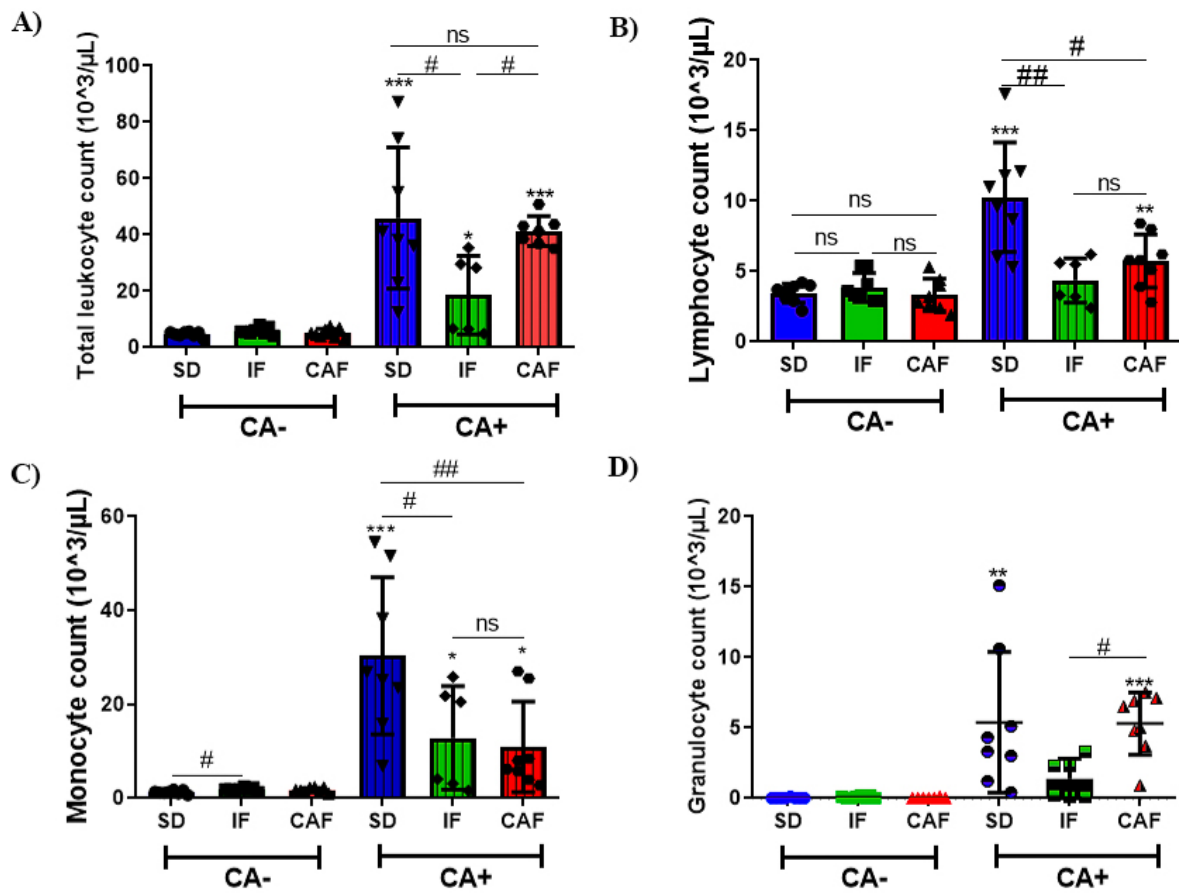 A)
Total leukocyte count (10^3/µL)
100
80
60
40
20
0
ns
# #
*** * ***
SD IF CAF SD IF CAF
CA- CA+
B)
Lymphocyte count (10^3/µL)
20
15
10
5
0
#
##
***
ns ns **
ns ns
SD IF CAF SD IF CAF
CA- CA+
C)
Monocyte count (10^3/µL)
60
40
20
0
##
#
***
ns
* *
#
SD IF CAF SD IF CAF
CA- CA+
D)
Granulocyte count (10^3/µL)
20
15
10
5
0
**
#
***
SD IF CAF SD IF CAF
CA- CA+